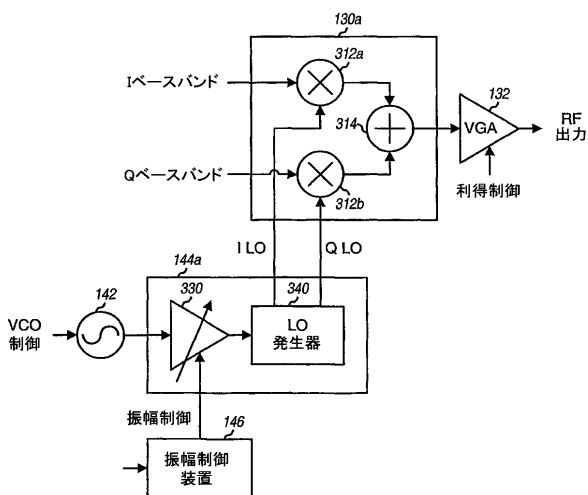 130a
312a
Iベースバンド
132
314
VGA
RF
出力
Qベースバンド
312b
利得制御
I LO
Q LO
144a
142
330
340
VCO
制御
LO
発生器
振幅制御
146
振幅制御
装置